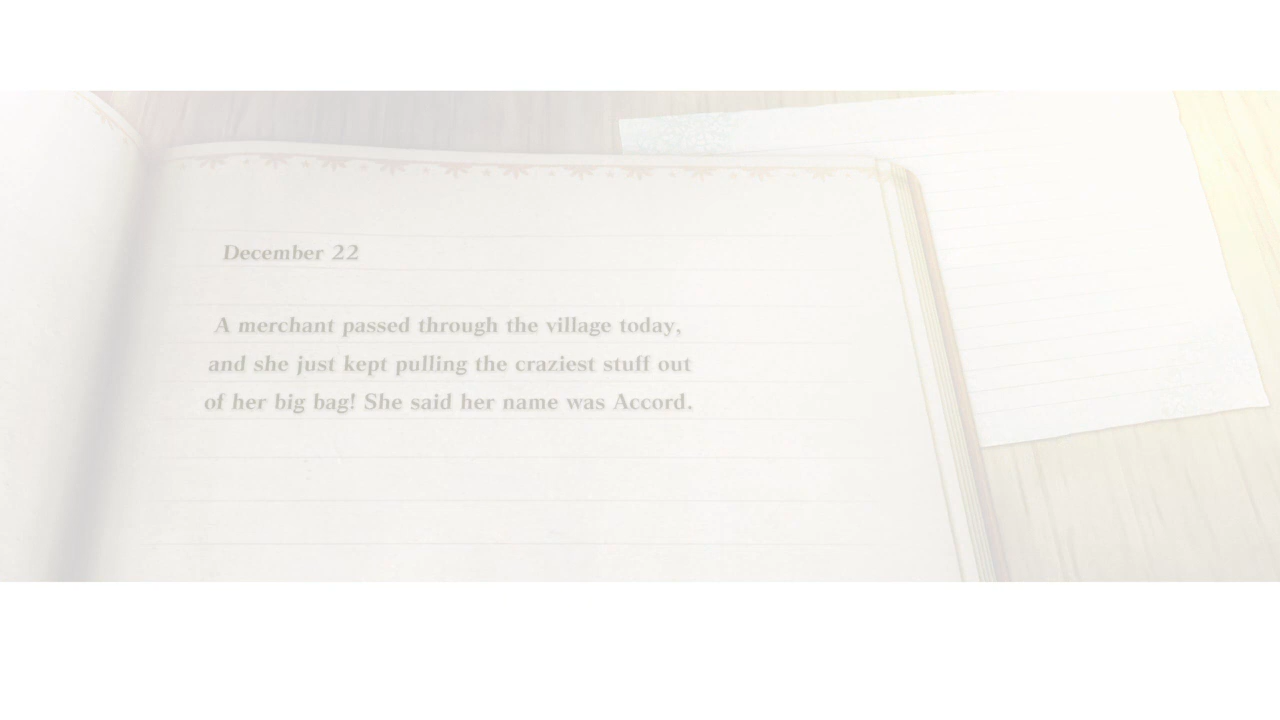 December 22
A merchant passed through the village today,
and she just kept pulling the craziest stuff out
of her big bag! She said her name was Accord.